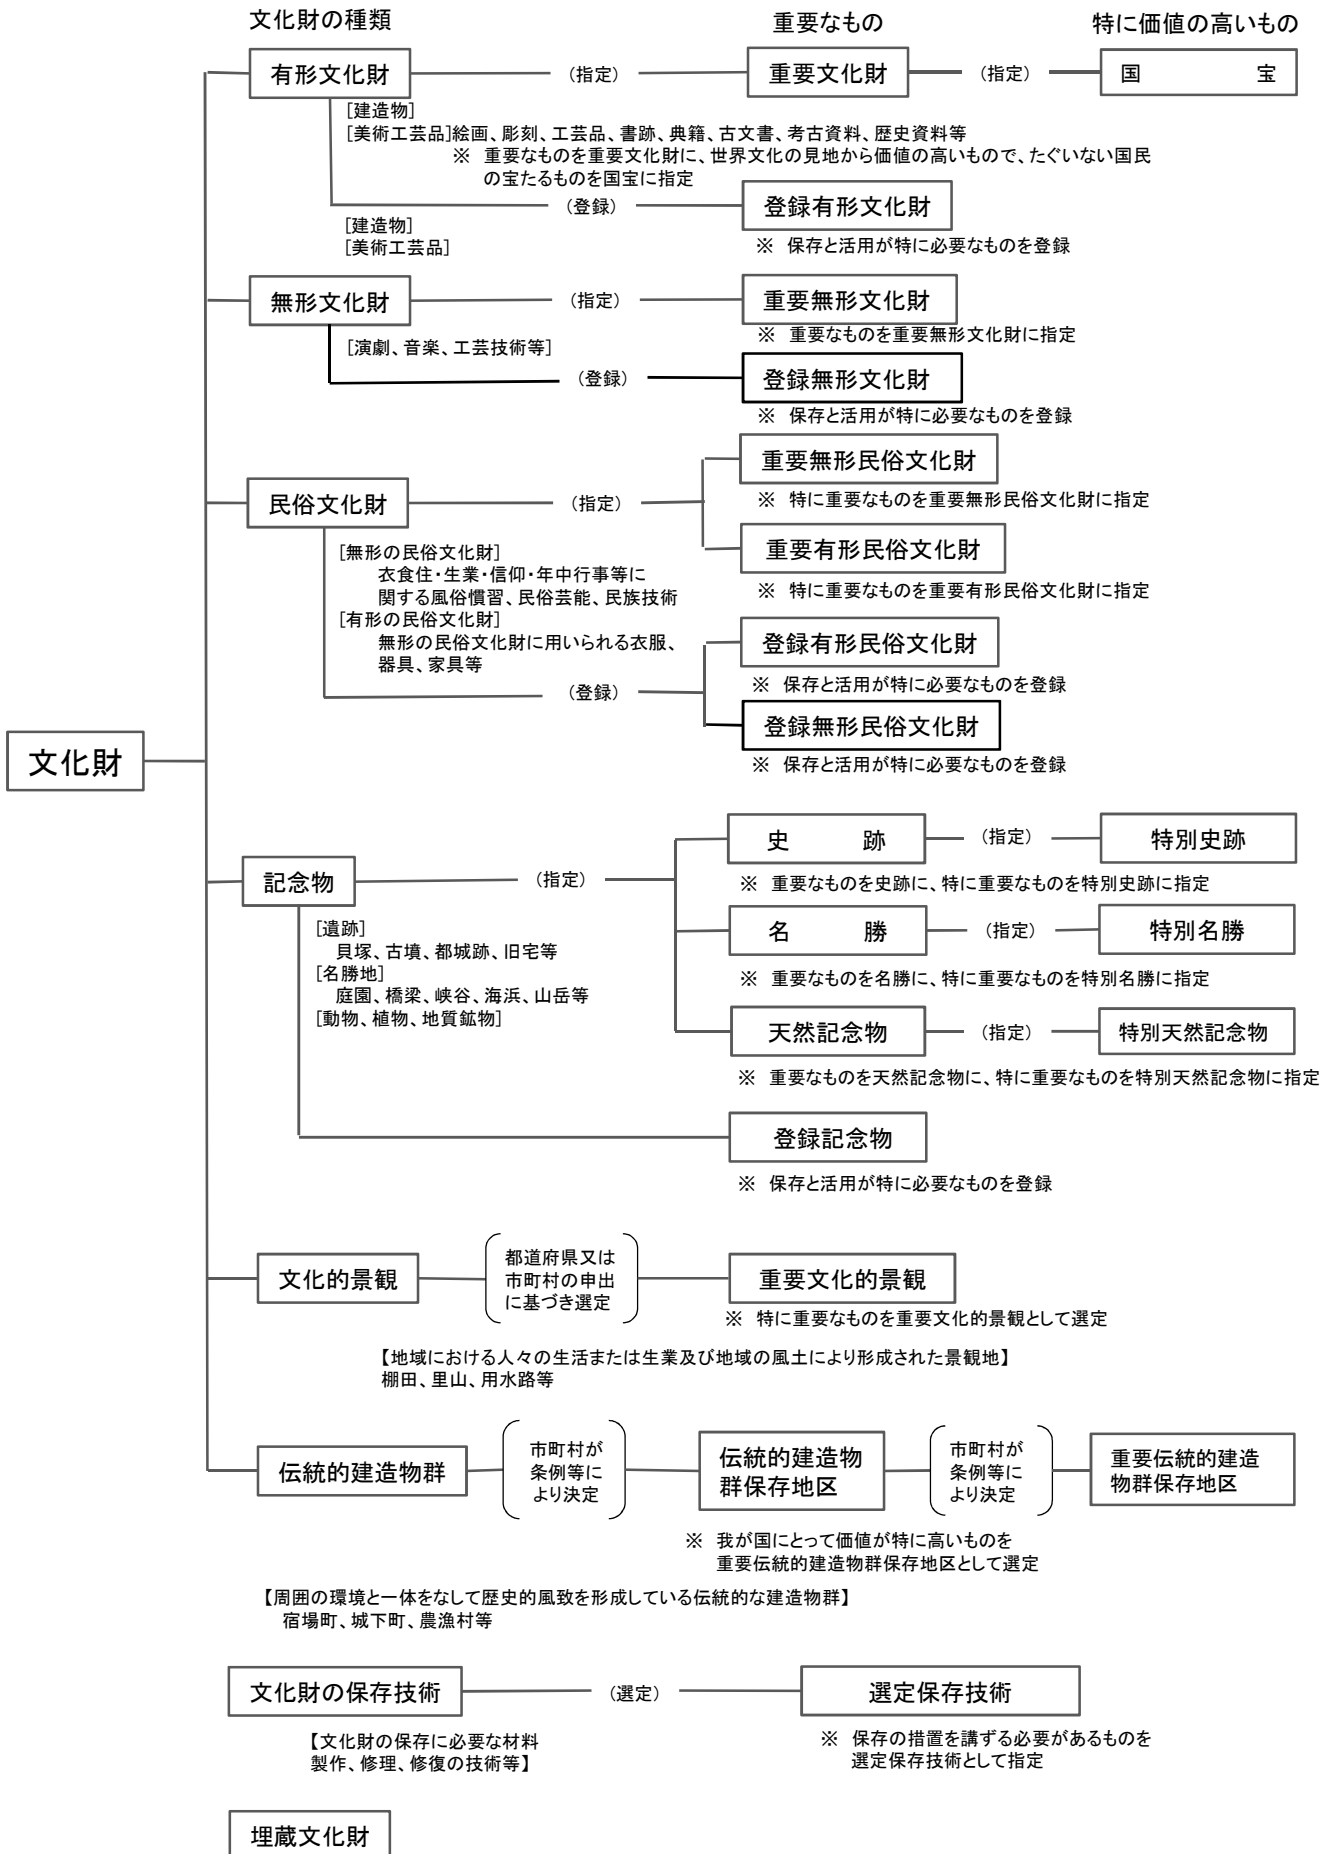 文化財の種類
重要なもの
特に価値の高いもの
有形文化財
(指定)
重要文化財
(指定)
国　宝
[建造物]
[美術工芸品]絵画、彫刻、工芸品、書跡、典籍、古文書、考古資料、歴史資料等
※ 重要なものを重要文化財に、世界文化の見地から価値の高いもので、たぐいない国民
の宝たるものを国宝に指定
(登録)
登録有形文化財
[建造物]
[美術工芸品]
※ 保存と活用が特に必要なものを登録
無形文化財
(指定)
重要無形文化財
※ 重要なものを重要無形文化財に指定
[演劇、音楽、工芸技術等]
(登録)
登録無形文化財
※ 保存と活用が特に必要なものを登録
民俗文化財
(指定)
重要無形民俗文化財
※ 特に重要なものを重要無形民俗文化財に指定
重要有形民俗文化財
※ 特に重要なものを重要有形民俗文化財に指定
[無形の民俗文化財]
衣食住・生業・信仰・年中行事等に
関する風俗慣習、民俗芸能、民族技術
[有形の民俗文化財]
無形の民俗文化財に用いられる衣服、
器具、家具等
(登録)
登録有形民俗文化財
※ 保存と活用が特に必要なものを登録
登録無形民俗文化財
※ 保存と活用が特に必要なものを登録
文化財
記念物
(指定)
史　跡
(指定)
特別史跡
※ 重要なものを史跡に、特に重要なものを特別史跡に指定
[遺跡]
貝塚、古墳、都城跡、旧宅等
[名勝地]
庭園、橋梁、峡谷、海浜、山岳等
[動物、植物、地質鉱物]
名　勝
(指定)
特別名勝
※ 重要なものを名勝に、特に重要なものを特別名勝に指定
天然記念物
(指定)
特別天然記念物
※ 重要なものを天然記念物に、特に重要なものを特別天然記念物に指定
登録記念物
※ 保存と活用が特に必要なものを登録
文化的景観
都道府県又は
市町村の申出
に基づき選定
重要文化的景観
※ 特に重要なものを重要文化的景観として選定
【地域における人々の生活または生業及び地域の風土により形成された景観地】
棚田、里山、用水路等
伝統的建造物群
市町村が
条例等に
より決定
伝統的建造物
群保存地区
市町村が
条例等に
より決定
重要伝統的建造
物群保存地区
※ 我が国にとって価値が特に高いものを
重要伝統的建造物群保存地区として選定
【周囲の環境と一体をなして歴史的風致を形成している伝統的な建造物群】
宿場町、城下町、農漁村等
文化財の保存技術
(選定)
選定保存技術
【文化財の保存に必要な材料
製作、修理、修復の技術等】
※ 保存の措置を講ずる必要があるものを
選定保存技術として指定
埋蔵文化財